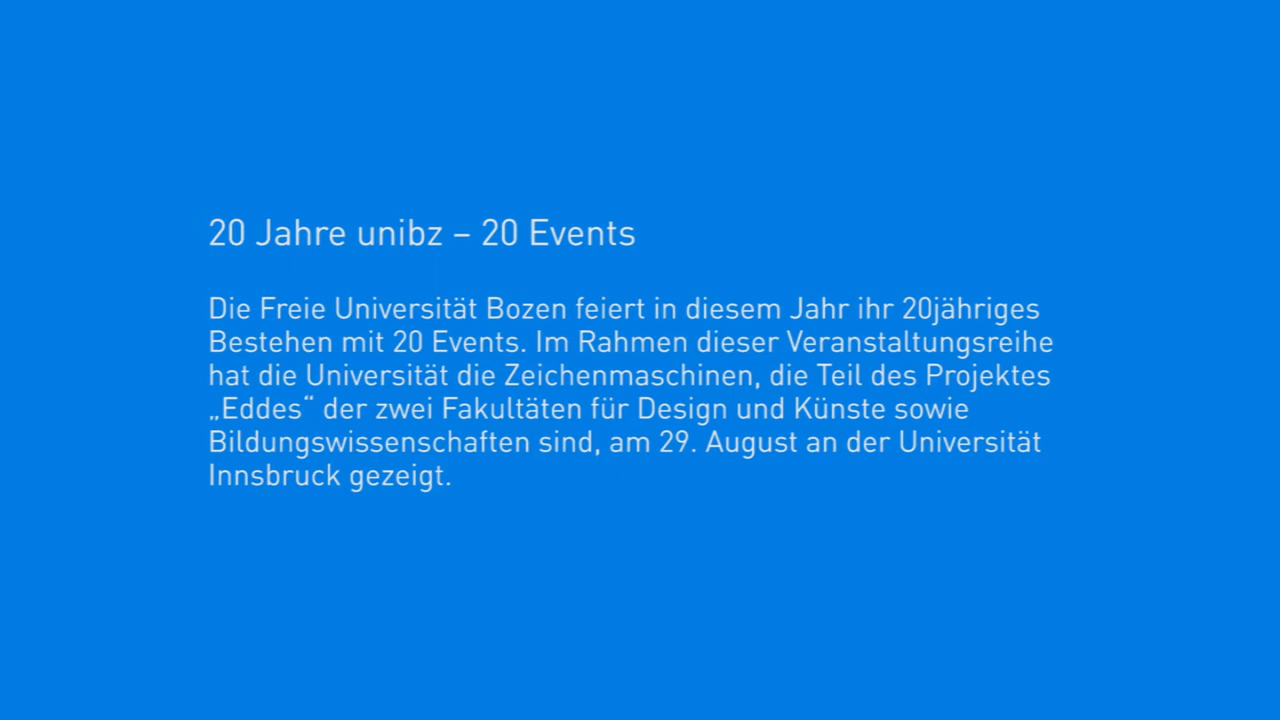 20 Jahre unibz – 20 Events
Die Freie Universität Bozen feiert in diesem Jahr ihr 20jähriges
Bestehen mit 20 Events. Im Rahmen dieser Veranstaltungsreihe
hat die Universität die Zeichenmaschinen, die Teil des Projektes
„Eddes“ der zwei Fakultäten für Design und Künste sowie
Bildungswissenschaften sind, am 29. August an der Universität
Innsbruck gezeigt.